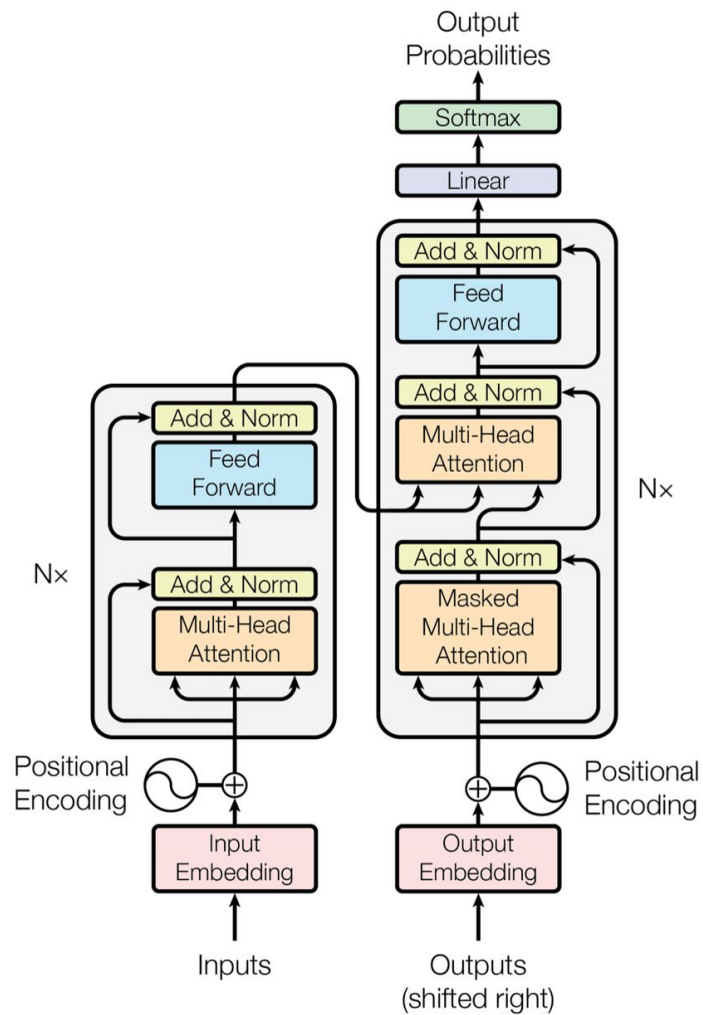 Output
Probabilities
Softmax
Linear
Add & Norm
Feed
Forward
Add & Norm
Multi-Head
Attention
N×
Add & Norm
Masked
Multi-Head
Attention
Add & Norm
Feed
Forward
N×
Add & Norm
Multi-Head
Attention
Positional
Encoding
Positional
Encoding
Input
Embedding
Output
Embedding
Inputs
Outputs
(shifted right)